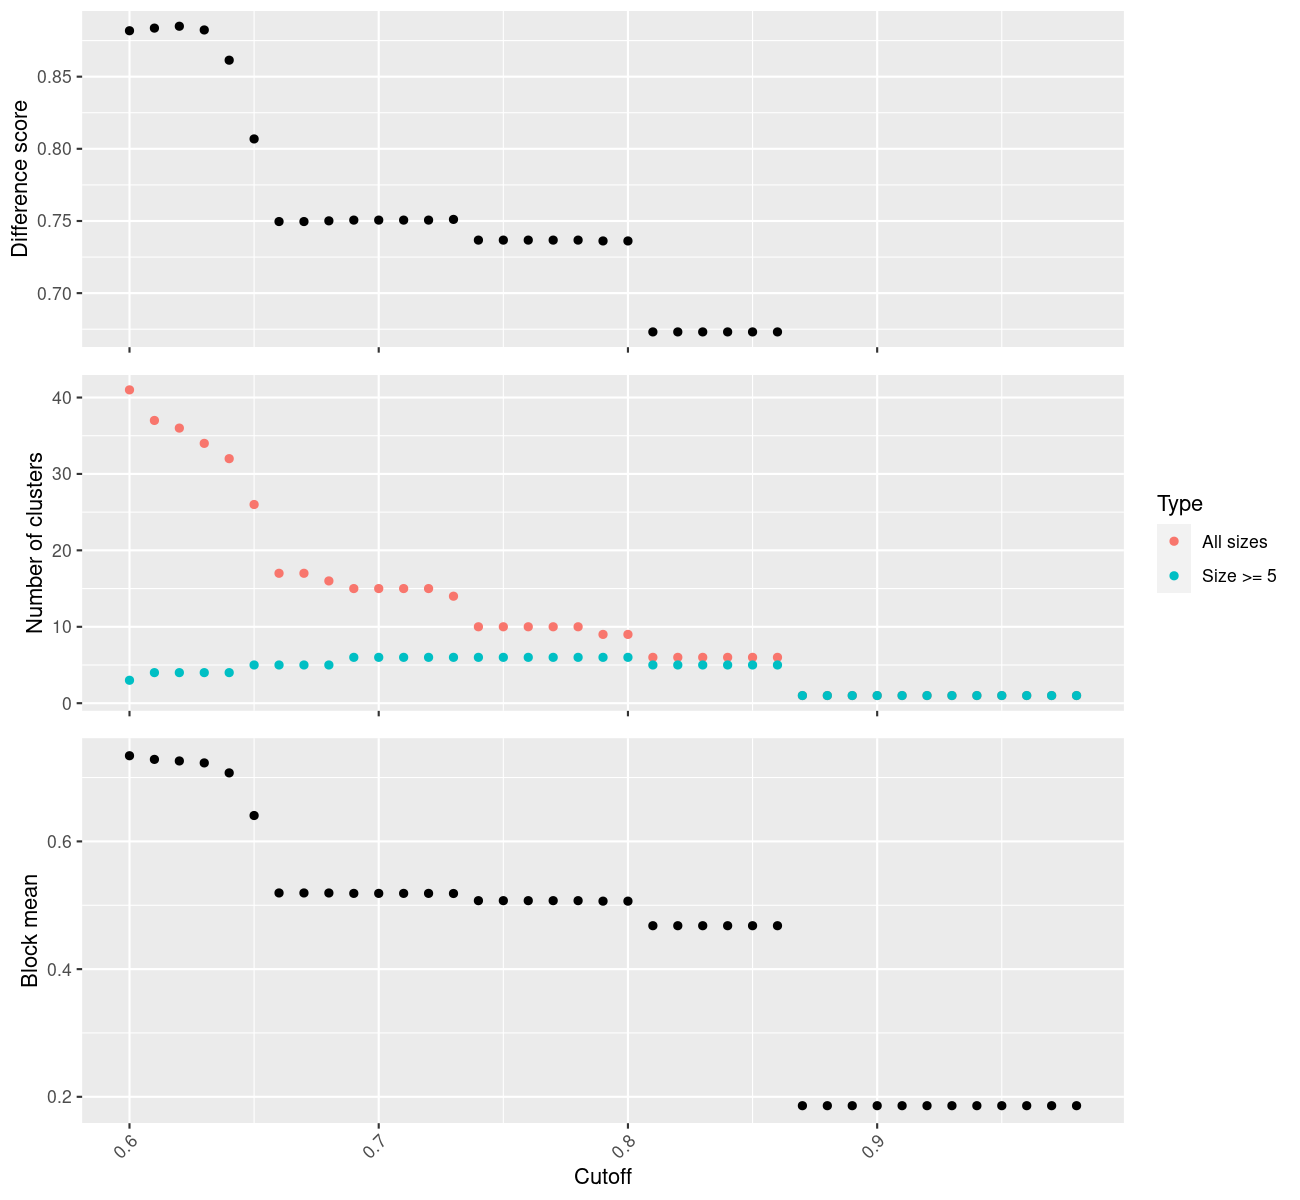 Difference score
0.85
0.80
0.75
0.70
Number of clusters
40
30
20
10
0
Type
All sizes
Size >= 5
Block mean
0.6
0.4
0.2
0.6 0.7 0.8 0.9
Cutoff